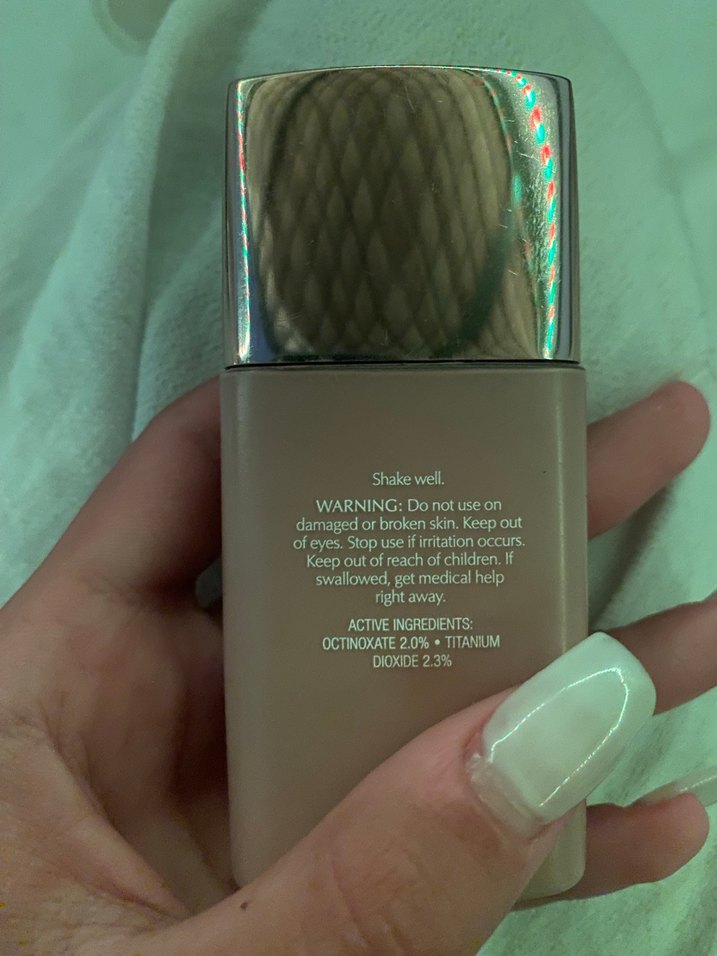 Shake well.
WARNING: Do not use on
damaged or broken skin. Keep out
of eyes. Stop use if irritation occurs.
Keep out of reach of children. If
swallowed, get medical help
right away.
ACTIVE INGREDIENTS:
OCTINOXATE 2.0% • TITANIUM
DIOXIDE 2.3%